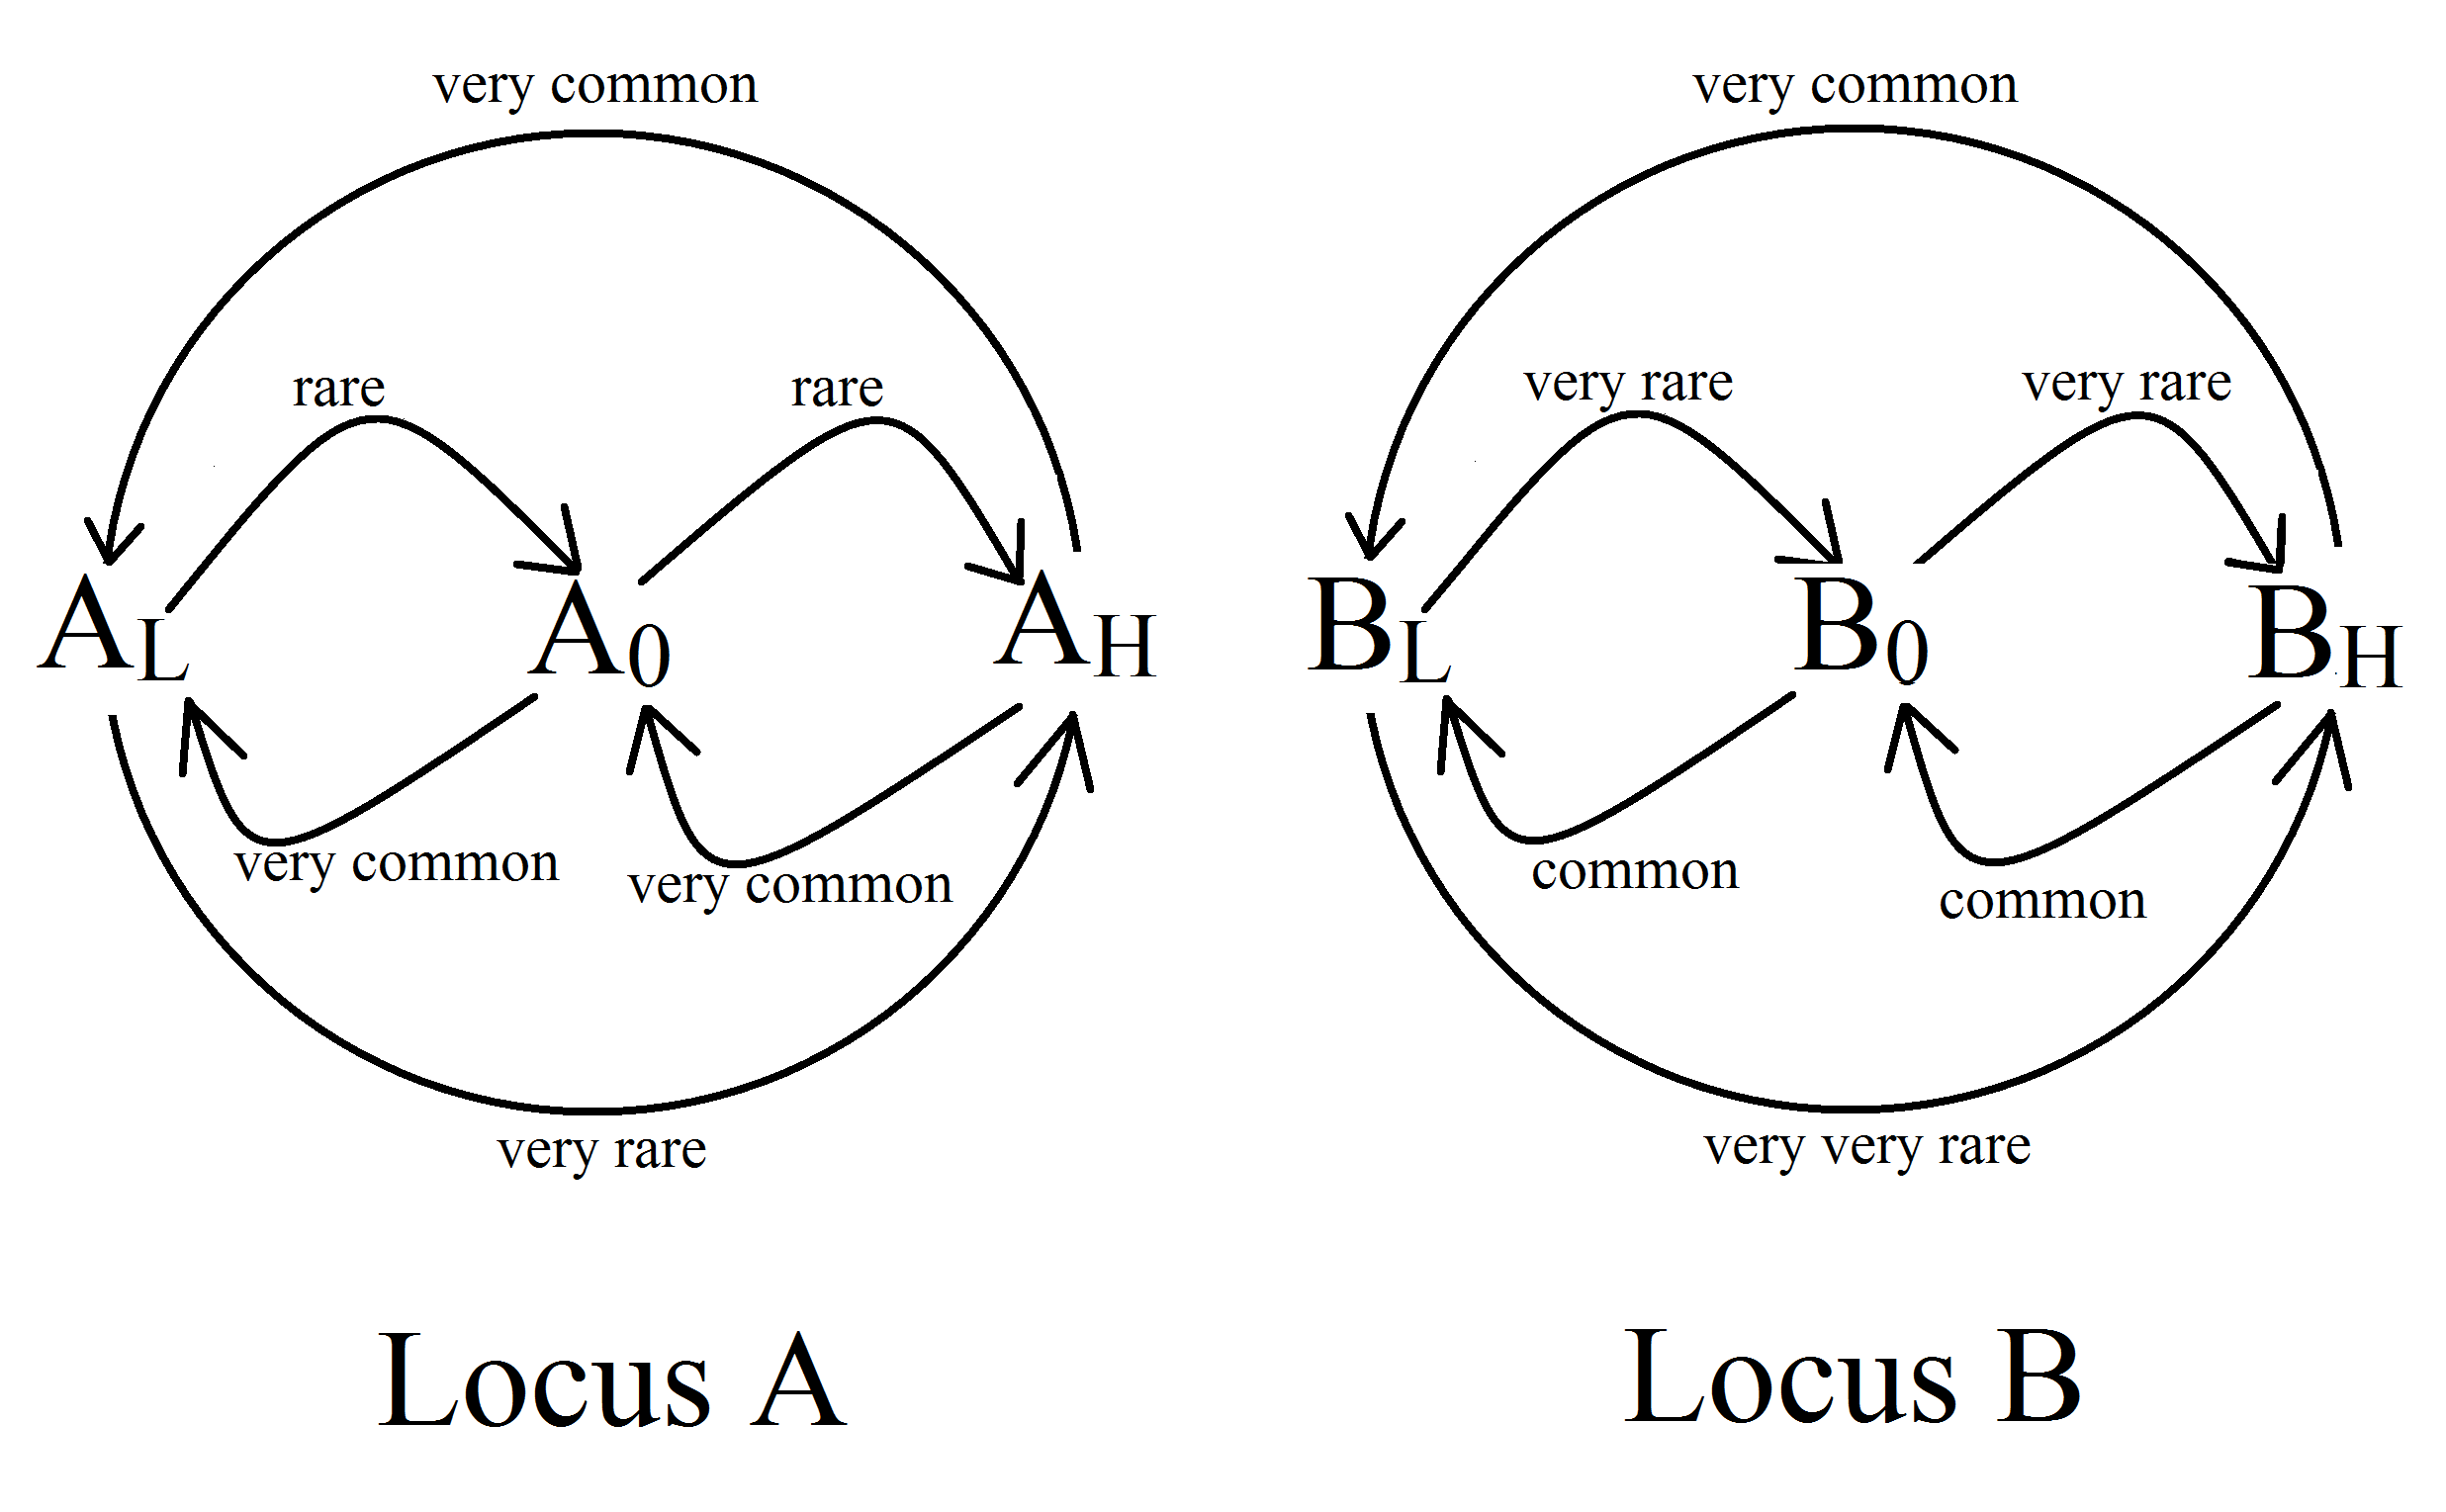 very common
very common
rare
rare
very rare
very rare
AL
A0
AH
BL
B0
BH
very common
very common
common
common
very rare
very very rare
Locus A
Locus B